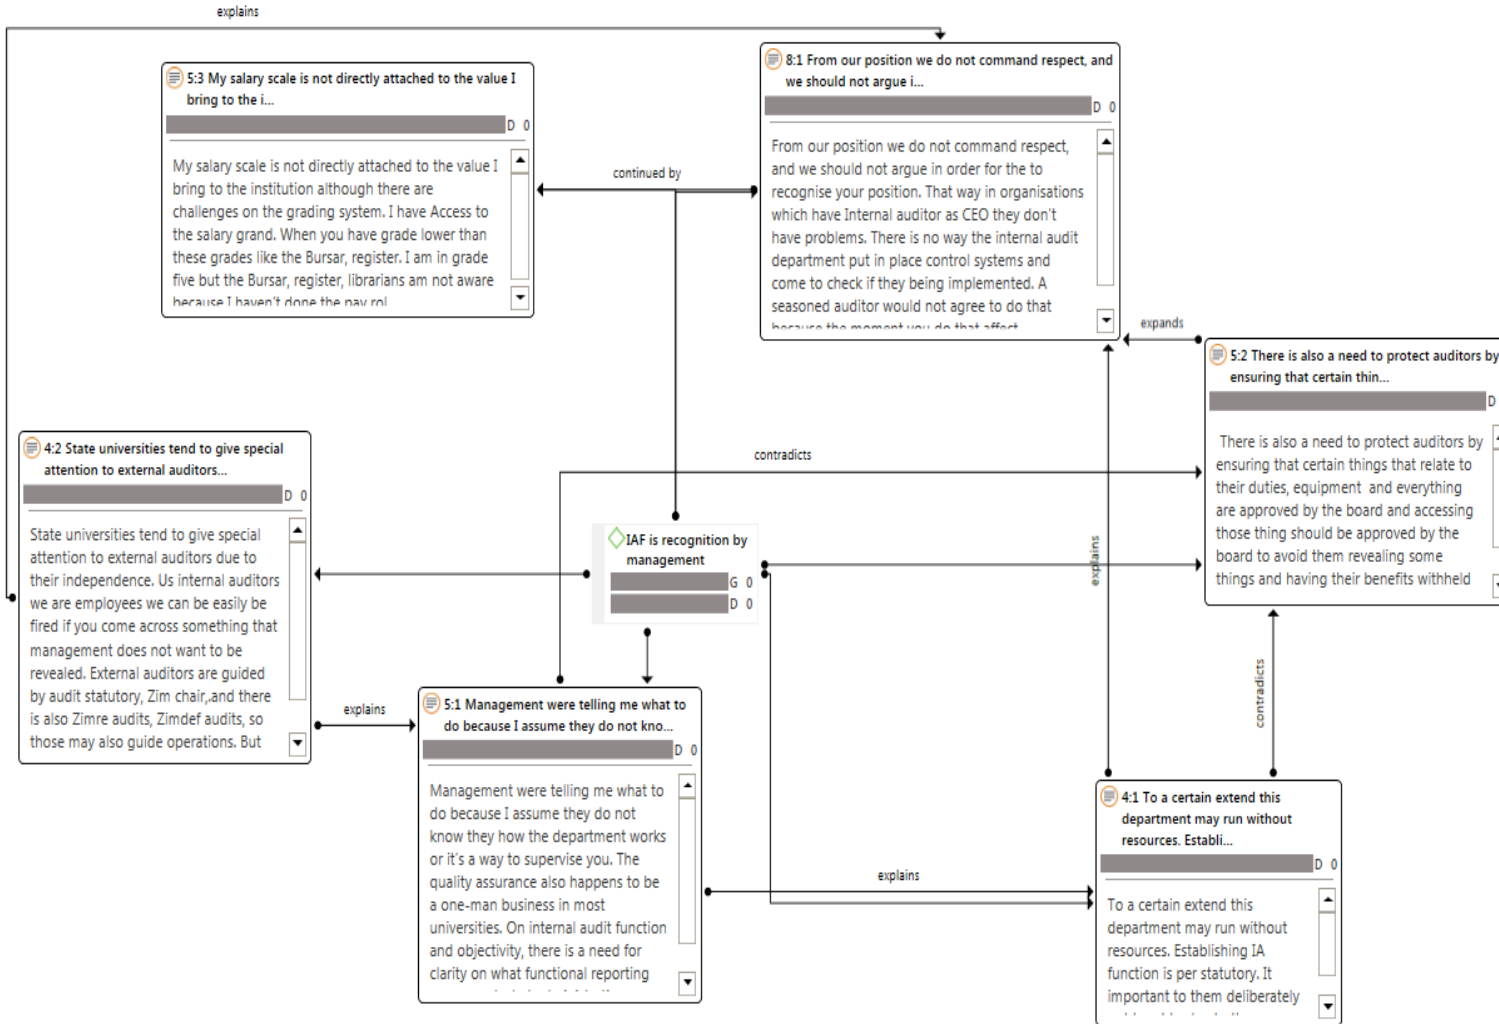 explains
5:3 My salary scale is not directly attached to the value I
bring to the i...
D 0
My salary scale is not directly attached to the value I
bring to the institution although there are
challenges on the grading system. I have Access to
the salary grand. When you have grade lower than
these grades like the Bursar, register. I am in grade
five but the Bursar, register, librarians am not aware
because I haven't done the pay rol
continued by
8:1 From our position we do not command respect, and
we should not argue i...
D 0
From our position we do not command respect,
and we should not argue in order for the to
recognise your position. That way in organisations
which have Internal auditor as CEO they don't
have problems. There is no way the internal audit
department put in place control systems and
come to check if they being implemented. A
seasoned auditor would not agree to do that
because the moment you do that affect
expands
5:2 There is also a need to protect auditors by
ensuring that certain thin...
D
There is also a need to protect auditors by
ensuring that certain things that relate to
their duties, equipment and everything
are approved by the board and accessing
those thing should be approved by the
board to avoid them revealing some
things and having their benefits withheld
4:2 State universities tend to give special
attention to external auditors...
D 0
State universities tend to give special
attention to external auditors due to
their independence. Us internal auditors
we are employees we can be easily be
fired if you come across something that
management does not want to be
revealed. External auditors are guided
by audit statutory, Zim chair,.and there
is also Zimre audits, Zimdef audits, so
those may also guide operations. But
contradicts
IAF is recognition by
management
G 0
D 0
explains
contradicts
explains
5:1 Management were telling me what to
do because I assume they do not kno...
D 0
Management were telling me what to
do because I assume they do not
know they how the department works
or it's a way to supervise you. The
quality assurance also happens to be
a one-man business in most
universities. On internal audit function
and objectivity, there is a need for
clarity on what functional reporting
explains
4:1 To a certain extend this
department may run without
resources. Establi...
D 0
To a certain extend this
department may run without
resources. Establishing IA
function is per statutory. It
important to them deliberately